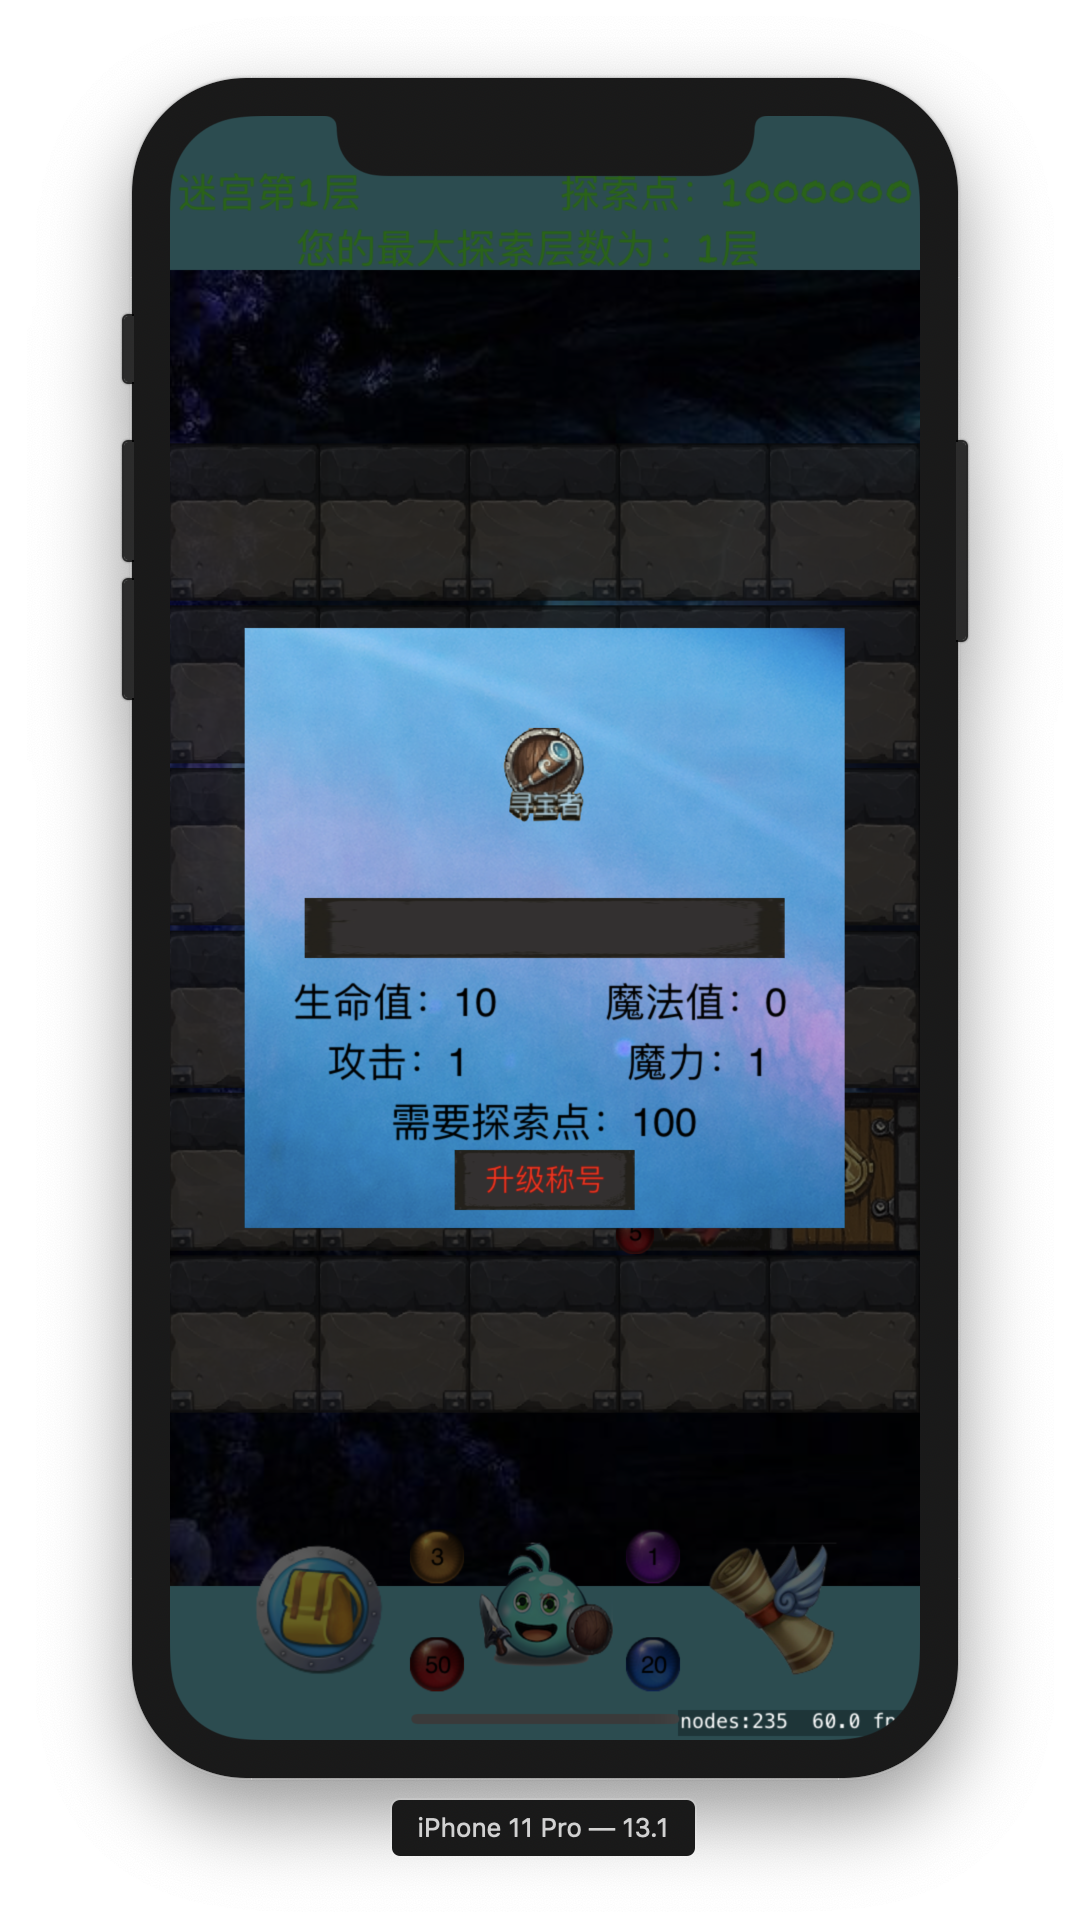 迷宫第1层 探索点：1000000
您的最大探索层数为：1层
寻宝者
生命值：10 魔法值：0
攻击：1 魔力：1
需要探索点：100
升级称号
5
3 1
50 20
nodes:235 60.0 fp
iPhone 11 Pro — 13.1